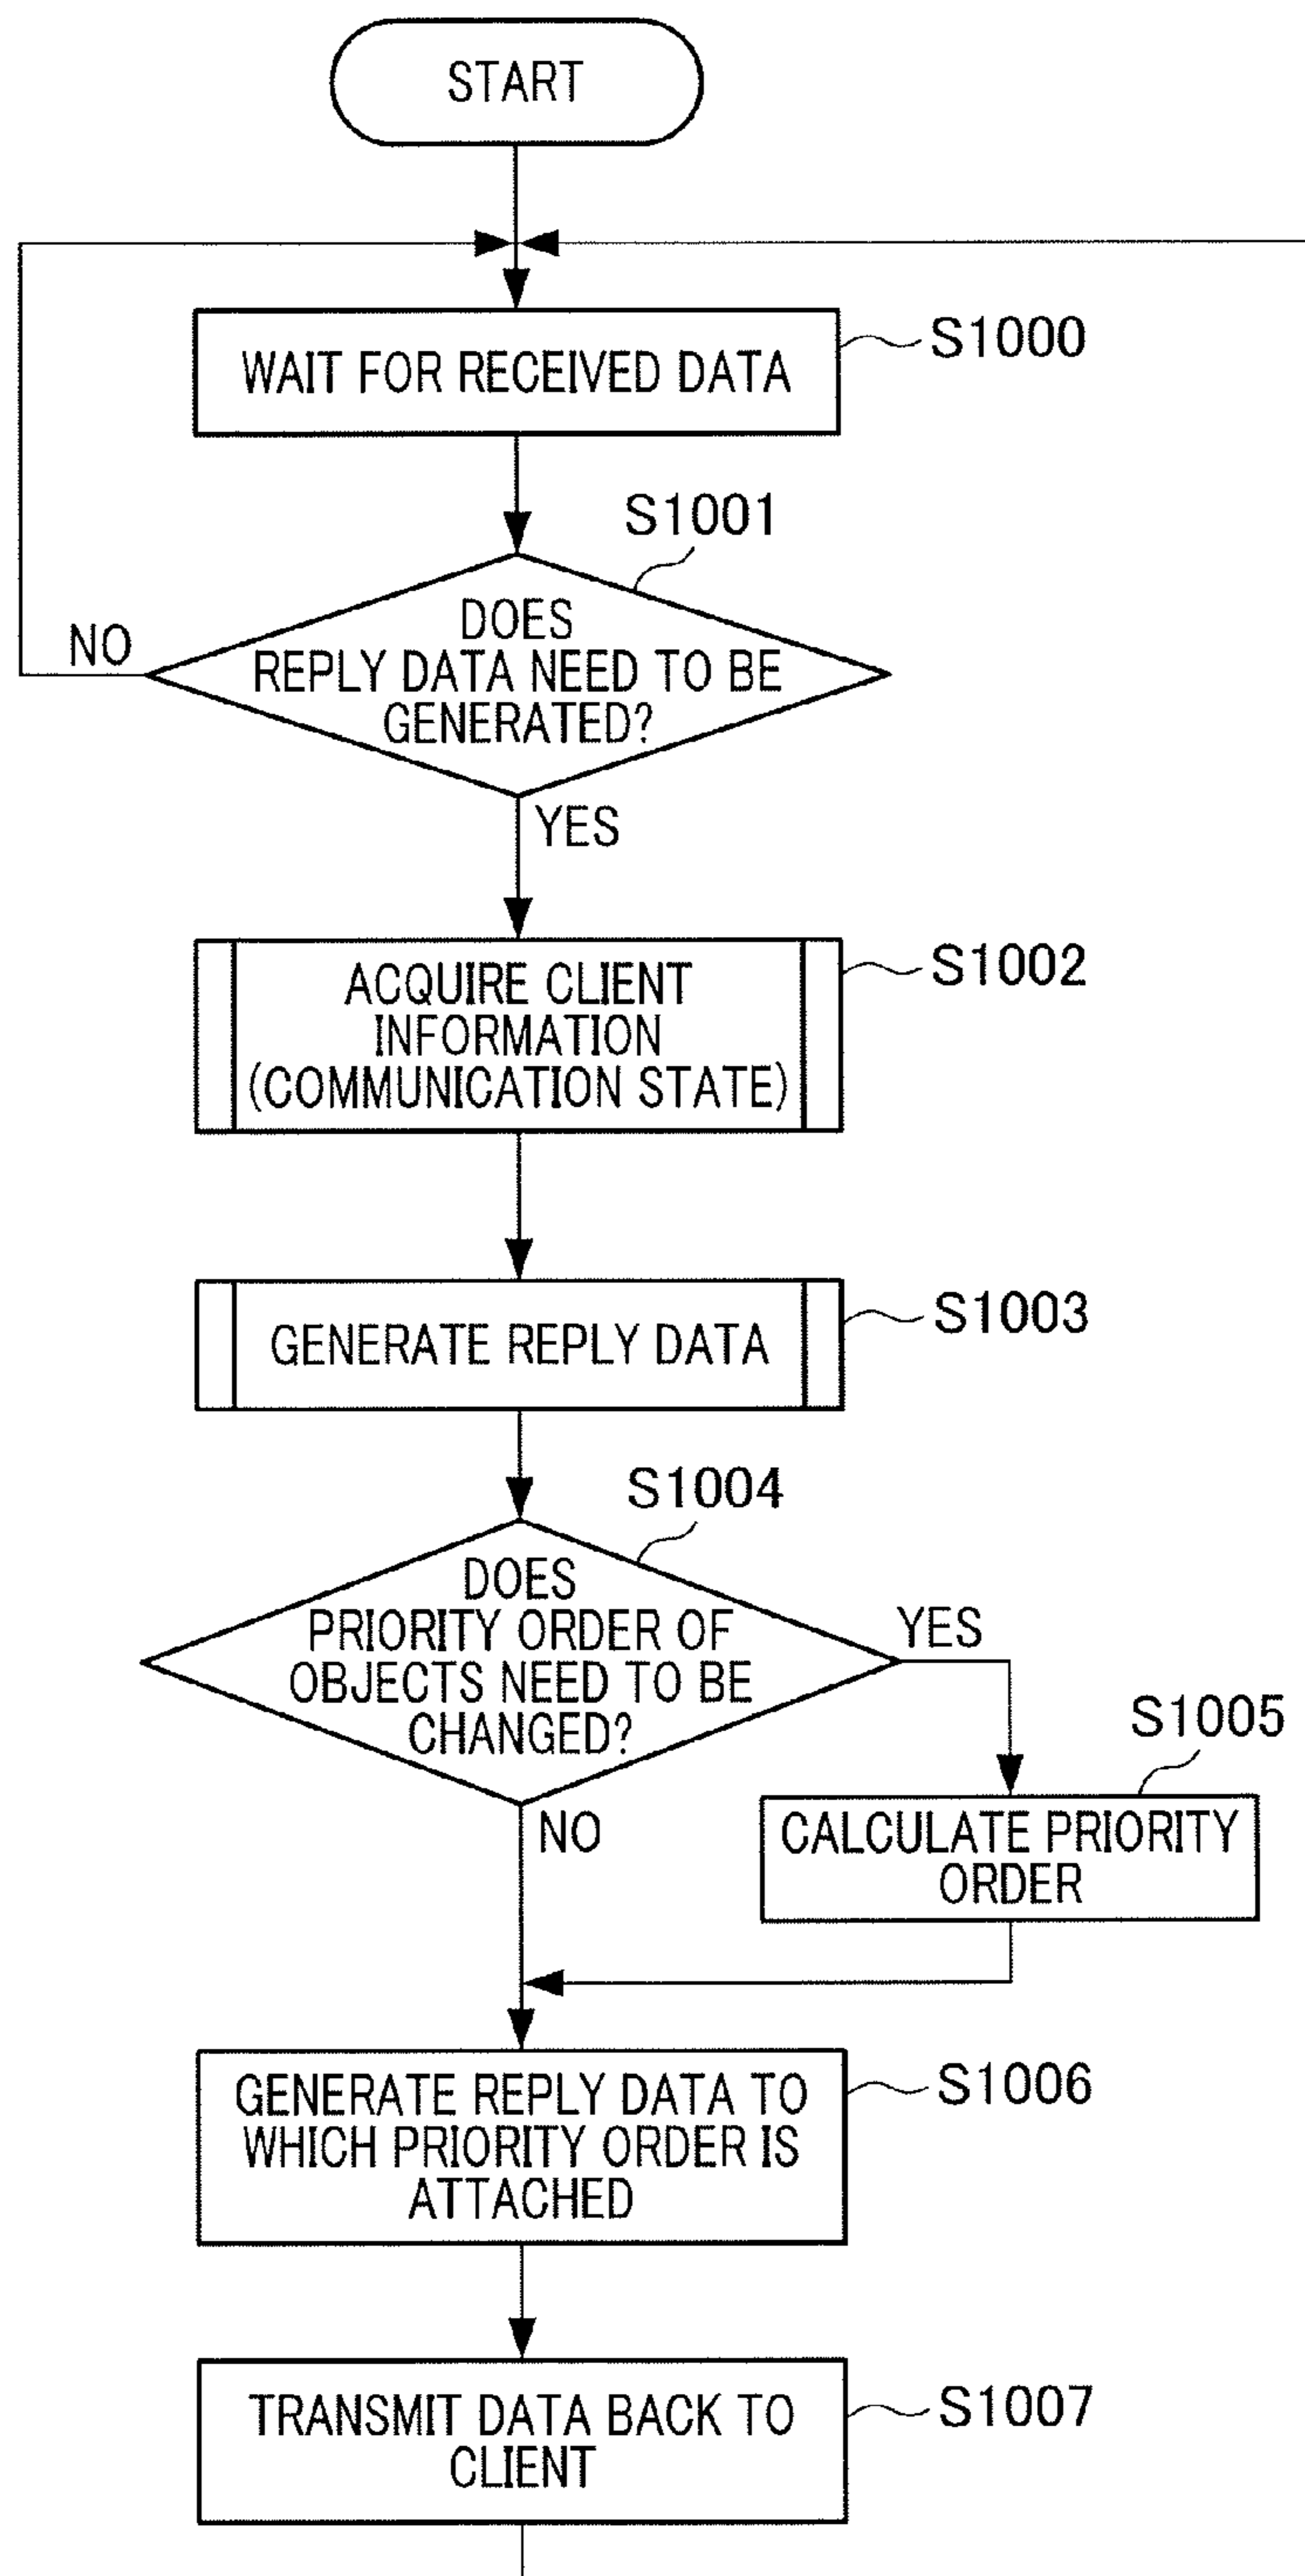 START
WAIT FOR RECEIVED DATA
S1000
S1001
DOES
REPLY DATA NEED TO BE
GENERATED?
NO
YES
ACQUIRE CLIENT
INFORMATION
(COMMUNICATION STATE)
S1002
GENERATE REPLY DATA
S1003
S1004
DOES
PRIORITY ORDER OF
OBJECTS NEED TO BE
CHANGED?
YES
NO
S1005
CALCULATE PRIORITY
ORDER
GENERATE REPLY DATA TO
WHICH PRIORITY ORDER IS
ATTACHED
S1006
TRANSMIT DATA BACK TO
CLIENT
S1007